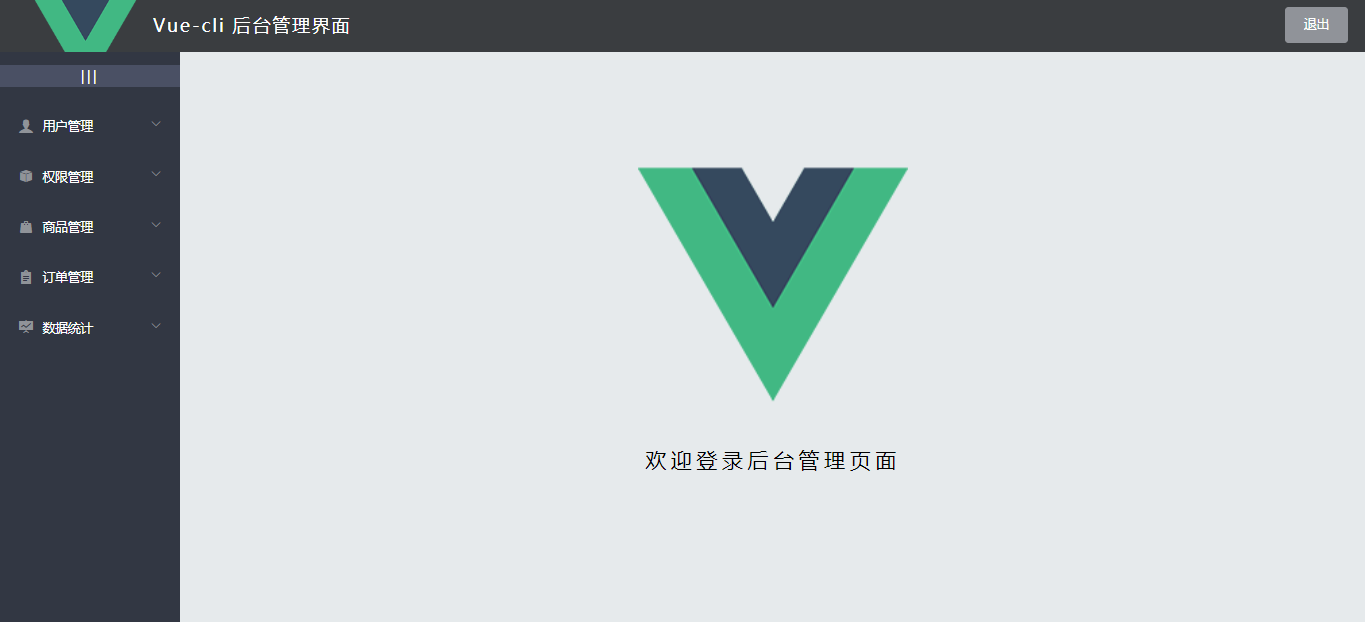 Vue-cli 后台管理界面
退出
|||
用户管理
权限管理
商品管理
订单管理
数据统计
欢迎登录后台管理页面